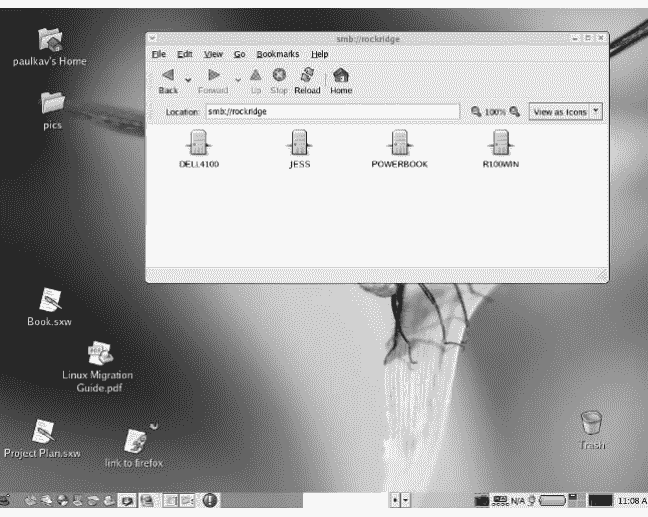 smb://rockridge
paulkav's Home
File Edit View Go Bookmarks Help
Back Forward Up Stop Reload Home
pics
Location: smb://rockridge 100% View as Icons
DELL4100 JESS POWERBOOK R100WIN
Book.sxw
Linux Migration
Guide.pdf
Project Plan.sxw
link to firefox
Trash
N/A 11:08 A